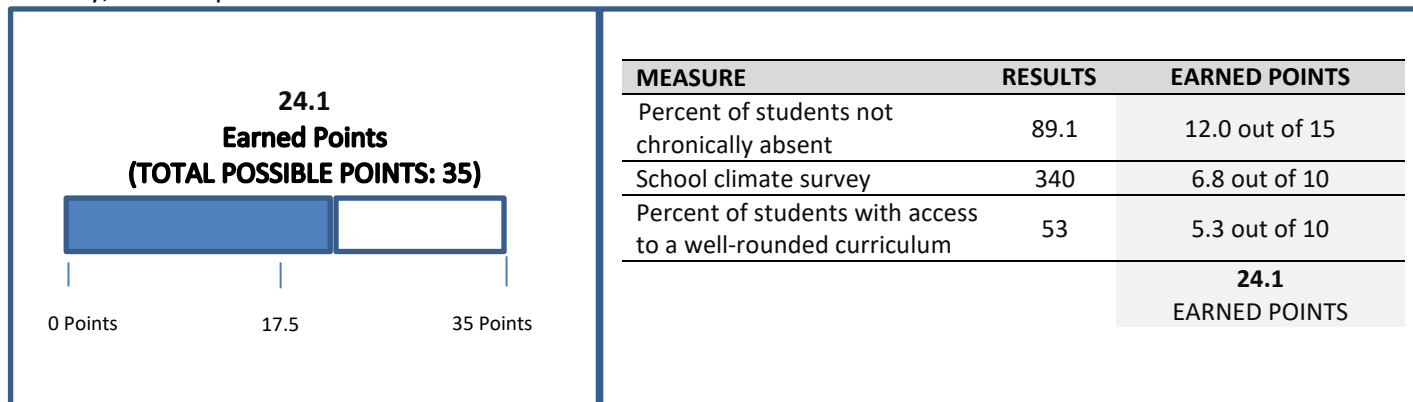 24.1
Earned Points
(TOTAL POSSIBLE POINTS: 35)
0 Points 17.5 35 Points
MEASURE RESULTS EARNED POINTS
Percent of students not
chronically absent 89.1 12.0 out of 15
School climate survey 340 6.8 out of 10
Percent of students with access
to a well-rounded curriculum 53 5.3 out of 10
24.1
EARNED POINTS